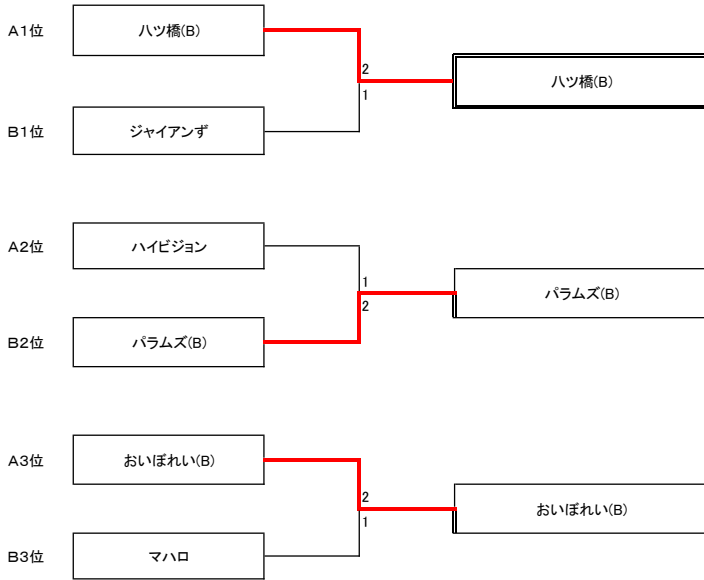 A1位
八ツ橋(B)
2
八ツ橋(B)
1
B1位
ジャイアンず
A2位
ハイビジョン
1
パラムズ(B)
2
B2位
パラムズ(B)
A3位
おいぼれい(B)
2
おいぼれい(B)
1
B3位
マハロ